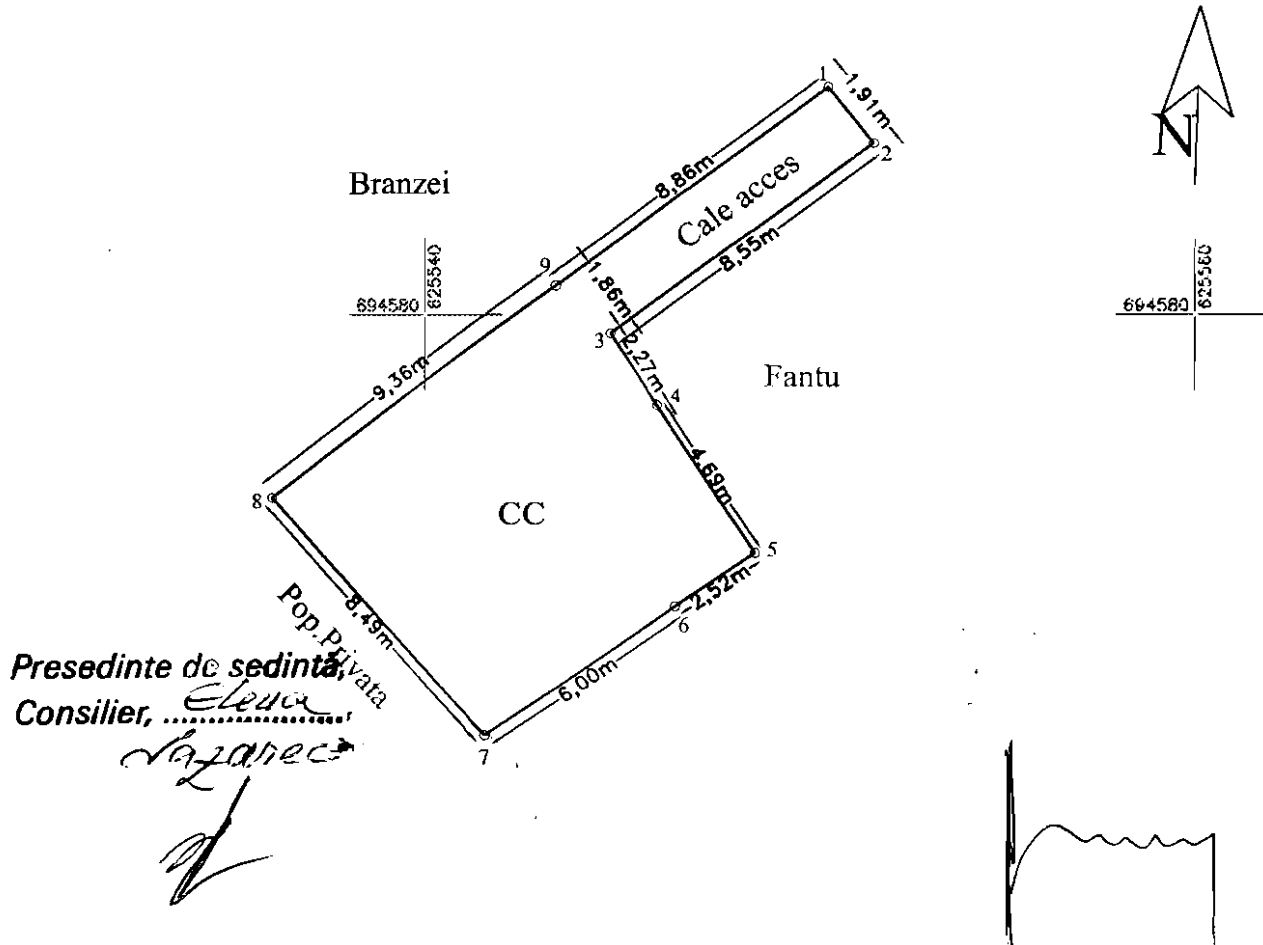 1
1,91m
2
N
8,86m
Cale acces
8,55m
Branzei
9
1,86m
694580
625540
694580
625560
3
2,27m
4
Fantu
9,36m
4,69m
8
CC
5
2,52m
6
8,49m
Pop.Privata
6,00m
7
Presedinte de sedintă,
Consilier, Elena